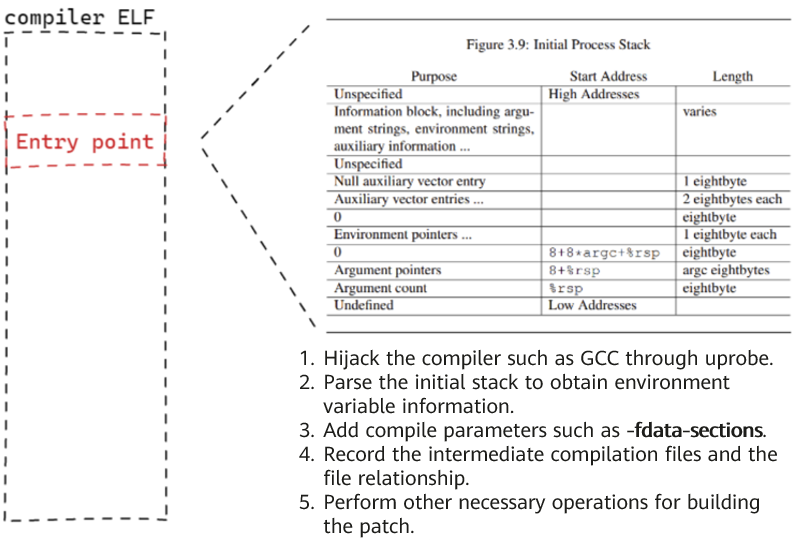 compiler ELF
Entry point
Figure 3.9: Initial Process Stack
Purpose Start Address Length
Unspecified High Addresses
Information block, including argu- varies
ment strings, environment strings,
auxiliary information ...
Unspecified
Null auxiliary vector entry 1 eightbyte
Auxiliary vector entries ... 2 eightbytes each
0 eightbyte
Environment pointers ... 1 eightbyte each
0 8+8*argc+%rsp eightbyte
Argument pointers 8+%rsp argc eightbytes
Argument count %rsp eightbyte
Undefined Low Addresses
1. Hijack the compiler such as GCC through uprobe.
2. Parse the initial stack to obtain environment
variable information.
3. Add compile parameters such as -fdata-sections.
4. Record the intermediate compilation files and the
file relationship.
5. Perform other necessary operations for building
the patch.